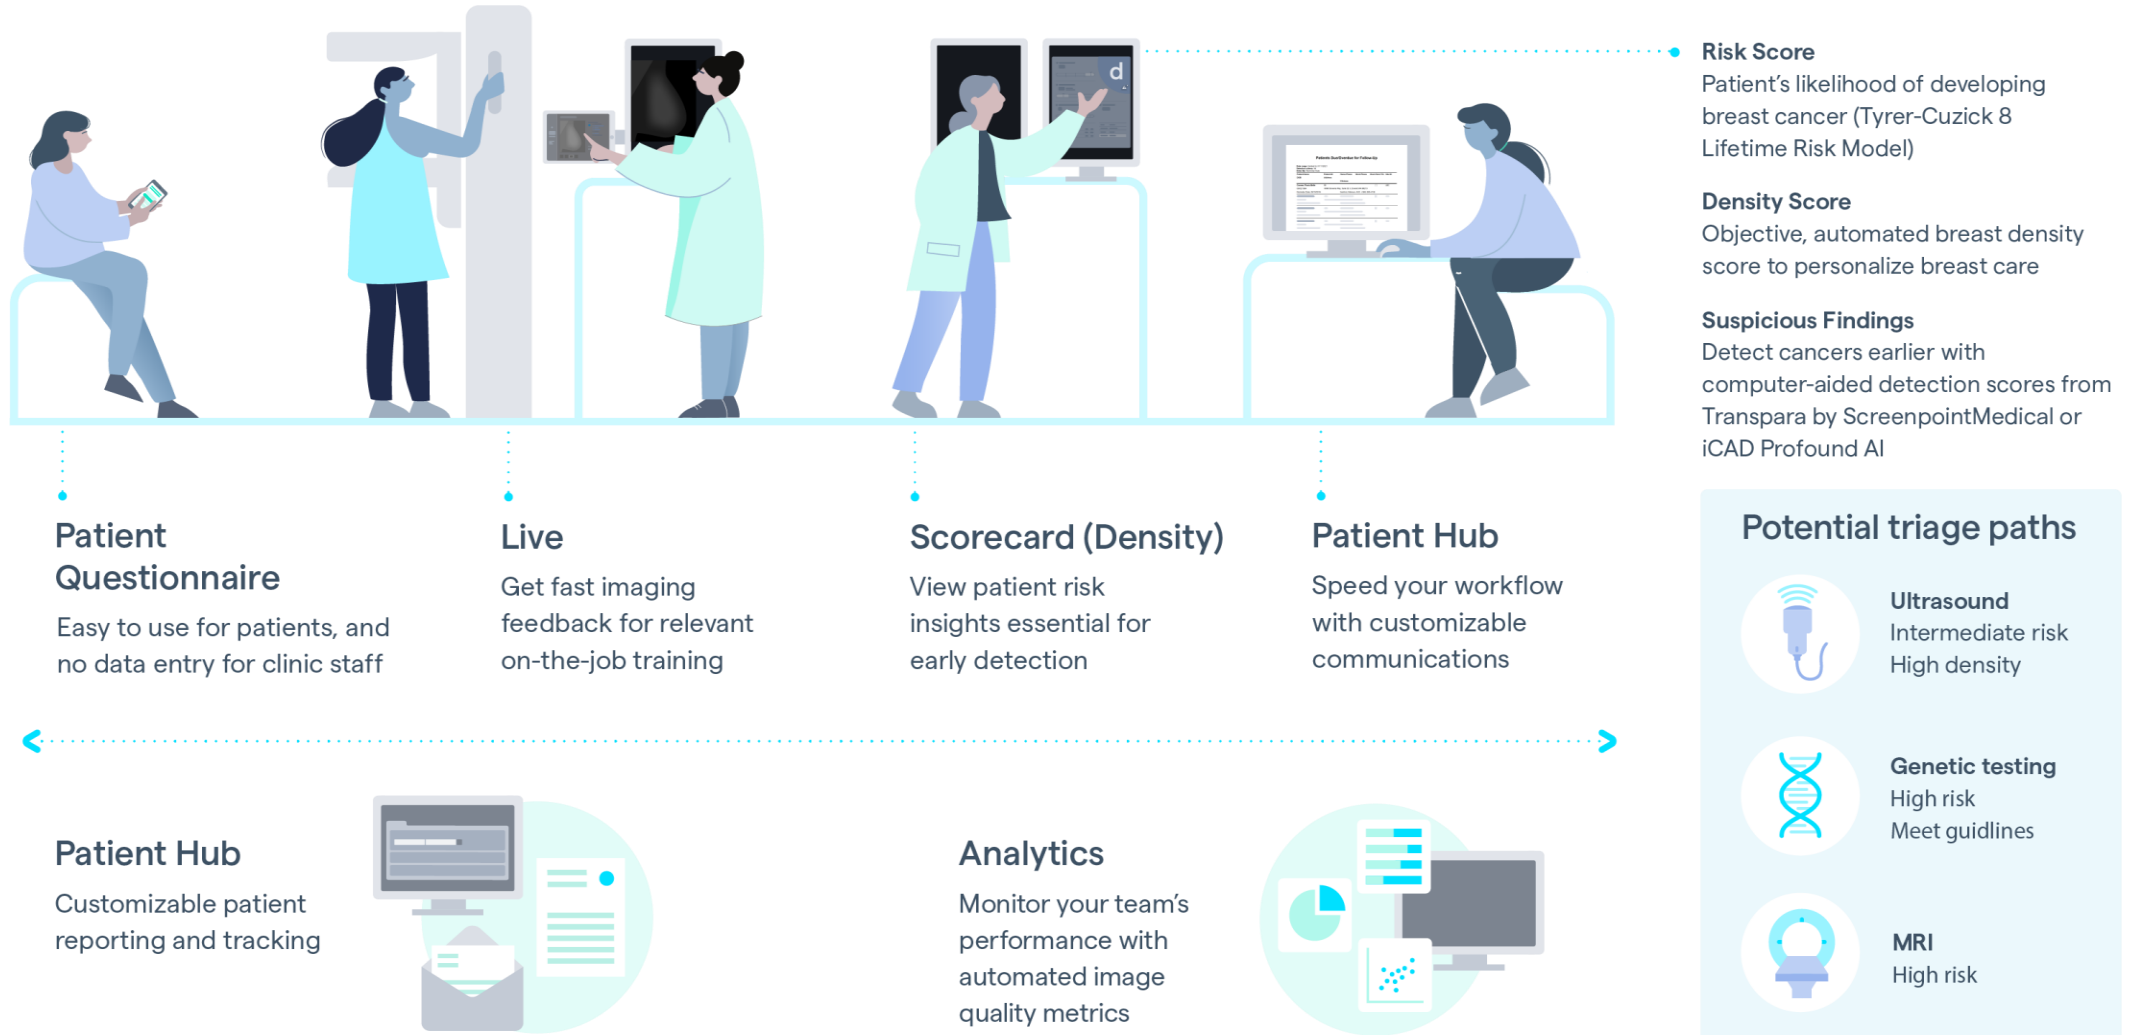 d
Patients Due/Overdue for Follow-Up
Risk Score
Patient's likelihood of developing
breast cancer (Tyrer-Cuzick 8
Lifetime Risk Model)
Density Score
Objective, automated breast density
score to personalize breast care
Suspicious Findings
Detect cancers earlier with
computer-aided detection scores from
Transpara by ScreenpointMedical or
iCAD Profound AI
Patient
Questionnaire
Easy to use for patients, and
no data entry for clinic staff
Live
Get fast imaging
feedback for relevant
on-the-job training
Scorecard (Density)
View patient risk
insights essential for
early detection
Patient Hub
Speed your workflow
with customizable
communications
Patient Hub
Customizable patient
reporting and tracking
Analytics
Monitor your team's
performance with
automated image
quality metrics
Potential triage paths
Ultrasound
Intermediate risk
High density
Genetic testing
High risk
Meet guidlines
MRI
High risk